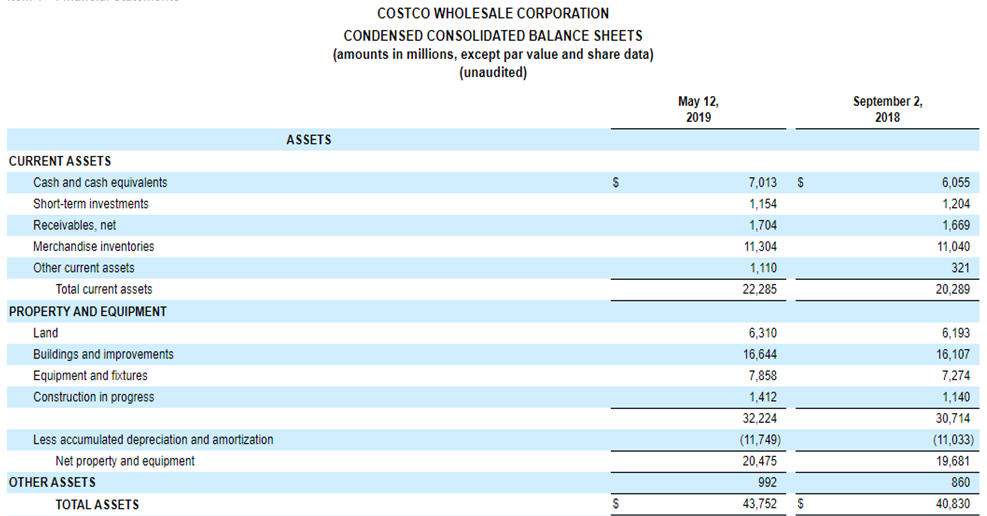 COSTCO WHOLESALE CORPORATION
CONDENSED CONSOLIDATED BALANCE SHEETS
(amounts in millions, except par value and share data)
(unaudited)
May 12, 2019 September 2, 2018
ASSETS
CURRENT ASSETS
Cash and cash equivalents $ 7,013 $ 6,055
Short-term investments 1,154 1,204
Receivables, net 1,704 1,669
Merchandise inventories 11,304 11,040
Other current assets 1,110 321
Total current assets 22,285 20,289
PROPERTY AND EQUIPMENT
Land 6,310 6,193
Buildings and improvements 16,644 16,107
Equipment and fixtures 7,858 7,274
Construction in progress 1,412 1,140
32,224 30,714
Less accumulated depreciation and amortization (11,749) (11,033)
Net property and equipment 20,475 19,681
OTHER ASSETS 992 860
TOTAL ASSETS $ 43,752 $ 40,830